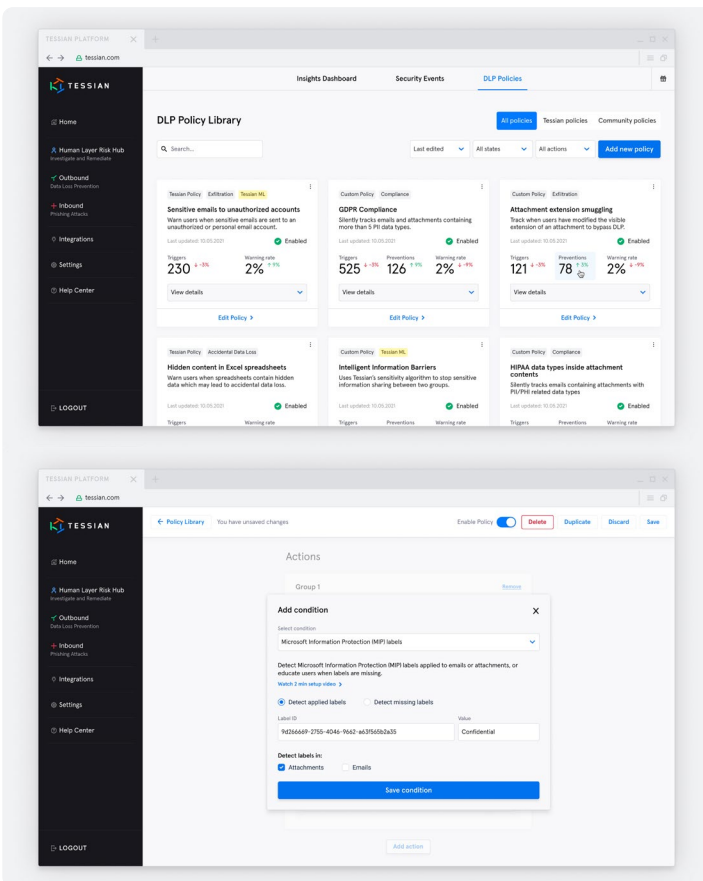 TESSIAN PLATFORM
tessian.com
TESSIAN
Home
Human Layer Risk Hub
Investigate and Remediate
Outbound
Data Loss Prevention
Inbound
Phishing Attacks
Integrations
Settings
Help Center
LOGOUT
Insights Dashboard Security Events DLP Policies
DLP Policy Library
All policies Tessian policies Community policies
Search...
Last edited All states All actions Add new policy
Tessian Policy Exfiltration Tessian ML
Sensitive emails to unauthorized accounts
Warn users when sensitive emails are sent to an
unauthorized or personal email account.
Last updated: 10.05.2021 Enabled
Triggers Warning rate
230 ↓ -3% 2% ↑ 9%
View details
Edit Policy >
Custom Policy Compliance
GDPR Compliance
Silently tracks emails and attachments containing
more than 5 PII data types.
Last updated: 10.05.2021 Enabled
Triggers Preventions Warning rate
525 ↓ -3% 126 ↑ 9% 2% ↓ -9%
View details
Edit Policy >
Custom Policy Exfiltration
Attachment extension smuggling
Track when users have modified the visible
extension of an attachment to bypass DLP.
Last updated: 10.05.2021 Enabled
Triggers Preventions Warning rate
121 ↓ -3% 78 ↑ 3% 2% ↓ -9%
View details
Edit Policy >
Tessian Policy Accidental Data Loss
Hidden content in Excel spreadsheets
Warn users when spreadsheets contain hidden
data which may lead to accidental data loss.
Last updated: 10.05.2021 Enabled
Triggers Warning rate
Custom Policy Tessian ML
Intelligent Information Barriers
Uses Tessian's sensitivity algorithm to stop sensitive
information sharing between two groups.
Last updated: 10.05.2021 Enabled
Triggers Preventions Warning rate
Custom Policy Compliance
HIPAA data types inside attachment
contents
Silently tracks emails containing attachments with
PII/PHI related data types
Last updated: 10.05.2021 Enabled
Triggers Preventions Warning rate
TESSIAN PLATFORM
tessian.com
TESSIAN
Home
Human Layer Risk Hub
Investigate and Remediate
Outbound
Data Loss Prevention
Inbound
Phishing Attacks
Integrations
Settings
Help Center
LOGOUT
← Policy Library You have unsaved changes Enable Policy Delete Duplicate Discard Save
Actions
Group 1 Remove
Add condition X
Select condition
Microsoft Information Protection (MIP) labels
Detect Microsoft Information Protection (MIP) labels applied to emails or attachments, or
educate users when labels are missing.
Watch 2 min setup video >
Detect applied labels Detect missing labels
Label ID Value
9d266669-2755-4046-9662-a63f565b2a35 Confidential
Detect labels in:
Attachments Emails
Save condition
Add action